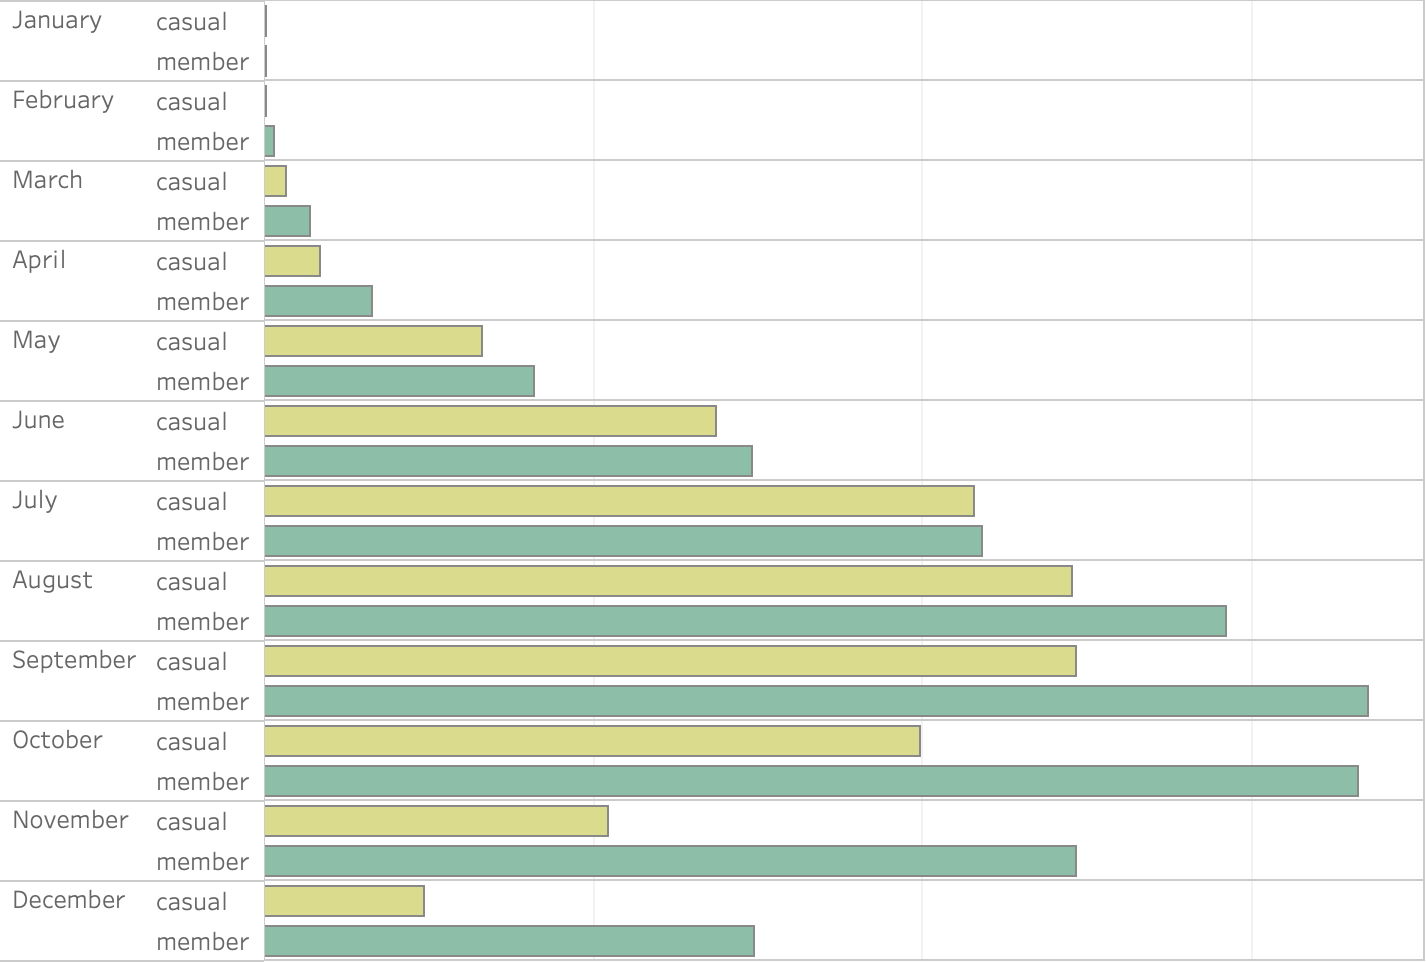 January casual
member
February casual
member
March casual
member
April casual
member
May casual
member
June casual
member
July casual
member
August casual
member
September casual
member
October casual
member
November casual
member
December casual
member